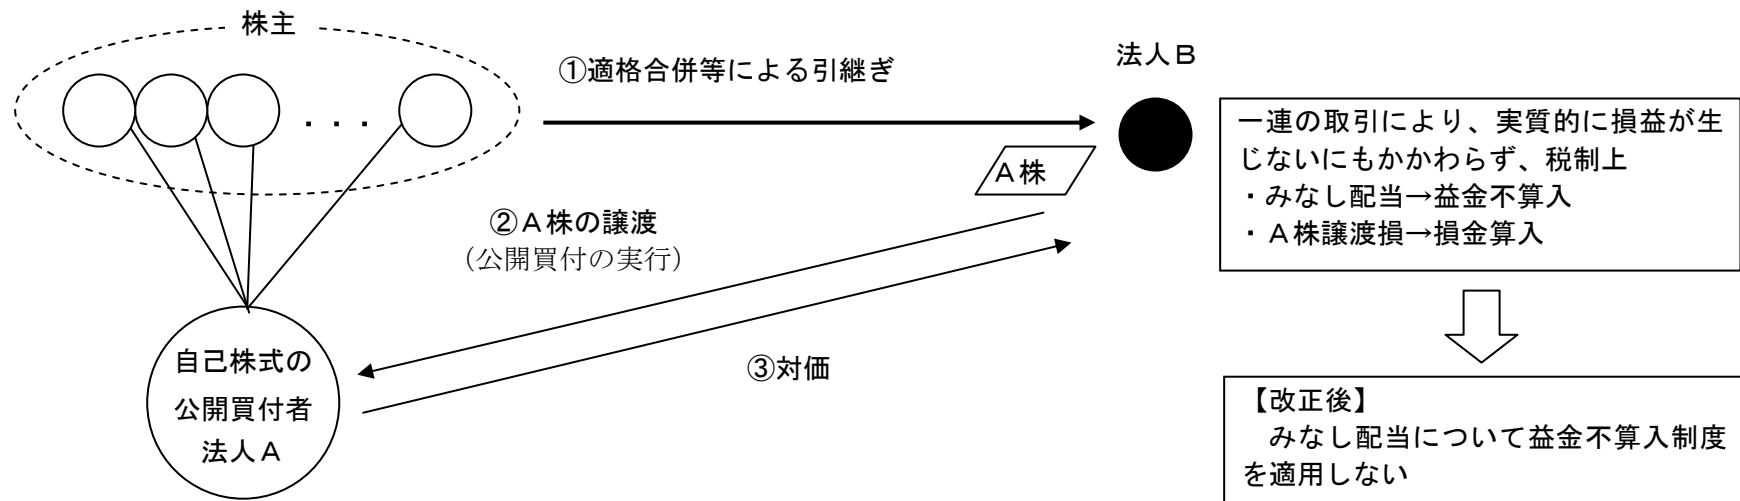 株主
・・・
①適格合併等による引継ぎ
法人B
A株
②A株の譲渡
（公開買付の実行）
③対価
自己株式の
公開買付者
法人A
一連の取引により、実質的に損益が生
じないにもかかわらず、税制上
・みなし配当→益金不算入
・A株譲渡損→損金算入
【改正後】
　みなし配当について益金不算入制度
を適用しない